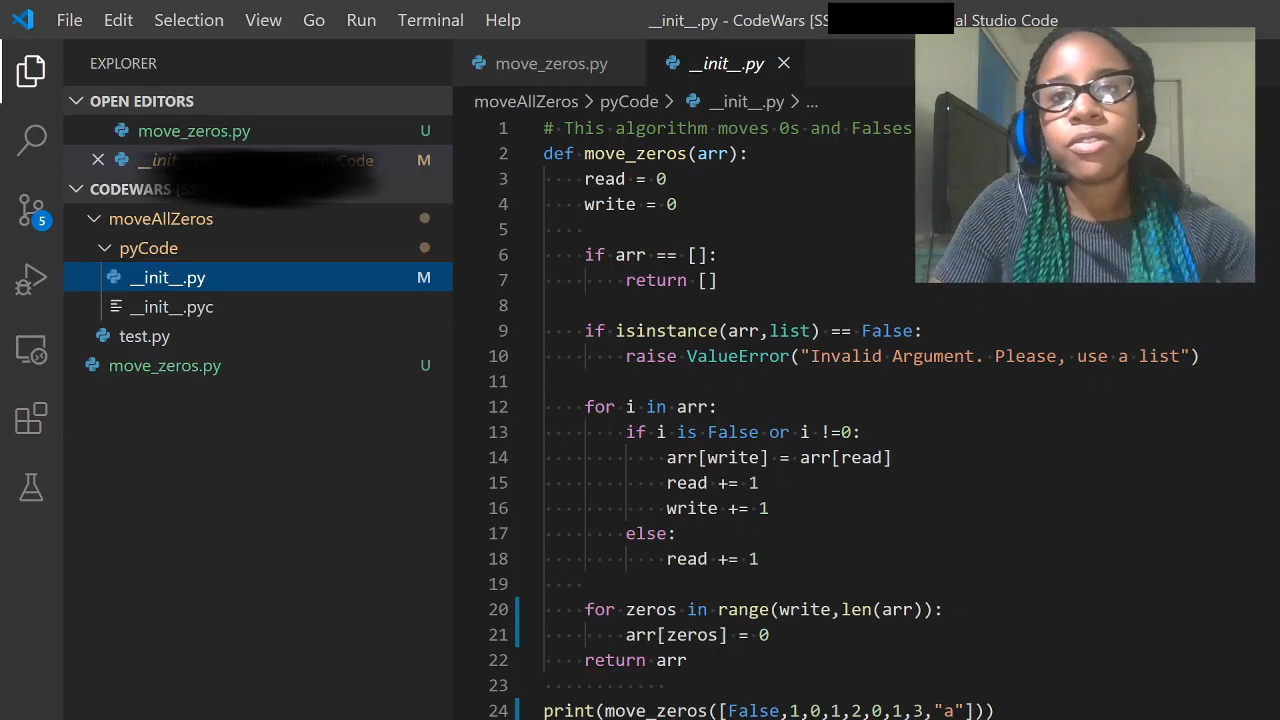 File Edit Selection View Go Run Terminal Help
__init__.py - CodeWars [SS
al Studio Code
EXPLORER
OPEN EDITORS
move_zeros.py U
M
CODEWARS
moveAllZeros
pyCode
__init__.py M
__init__.pyc
test.py
move_zeros.py U
5
move_zeros.py
__init__.py
moveAllZeros > pyCode > __init__.py > ...
1 # This algorithm moves 0s and Falses
2 def move_zeros(arr):
3 read = 0
4 write = 0
5
6 if arr == []:
7 return []
8
9 if isinstance(arr,list) == False:
10 raise ValueError("Invalid Argument. Please, use a list")
11
12 for i in arr:
13 if i is False or i !=0:
14 arr[write] = arr[read]
15 read += 1
16 write += 1
17 else:
18 read += 1
19
20 for zeros in range(write,len(arr)):
21 arr[zeros] = 0
22 return arr
23
24 print(move_zeros([False,1,0,1,2,0,1,3,"a"]))